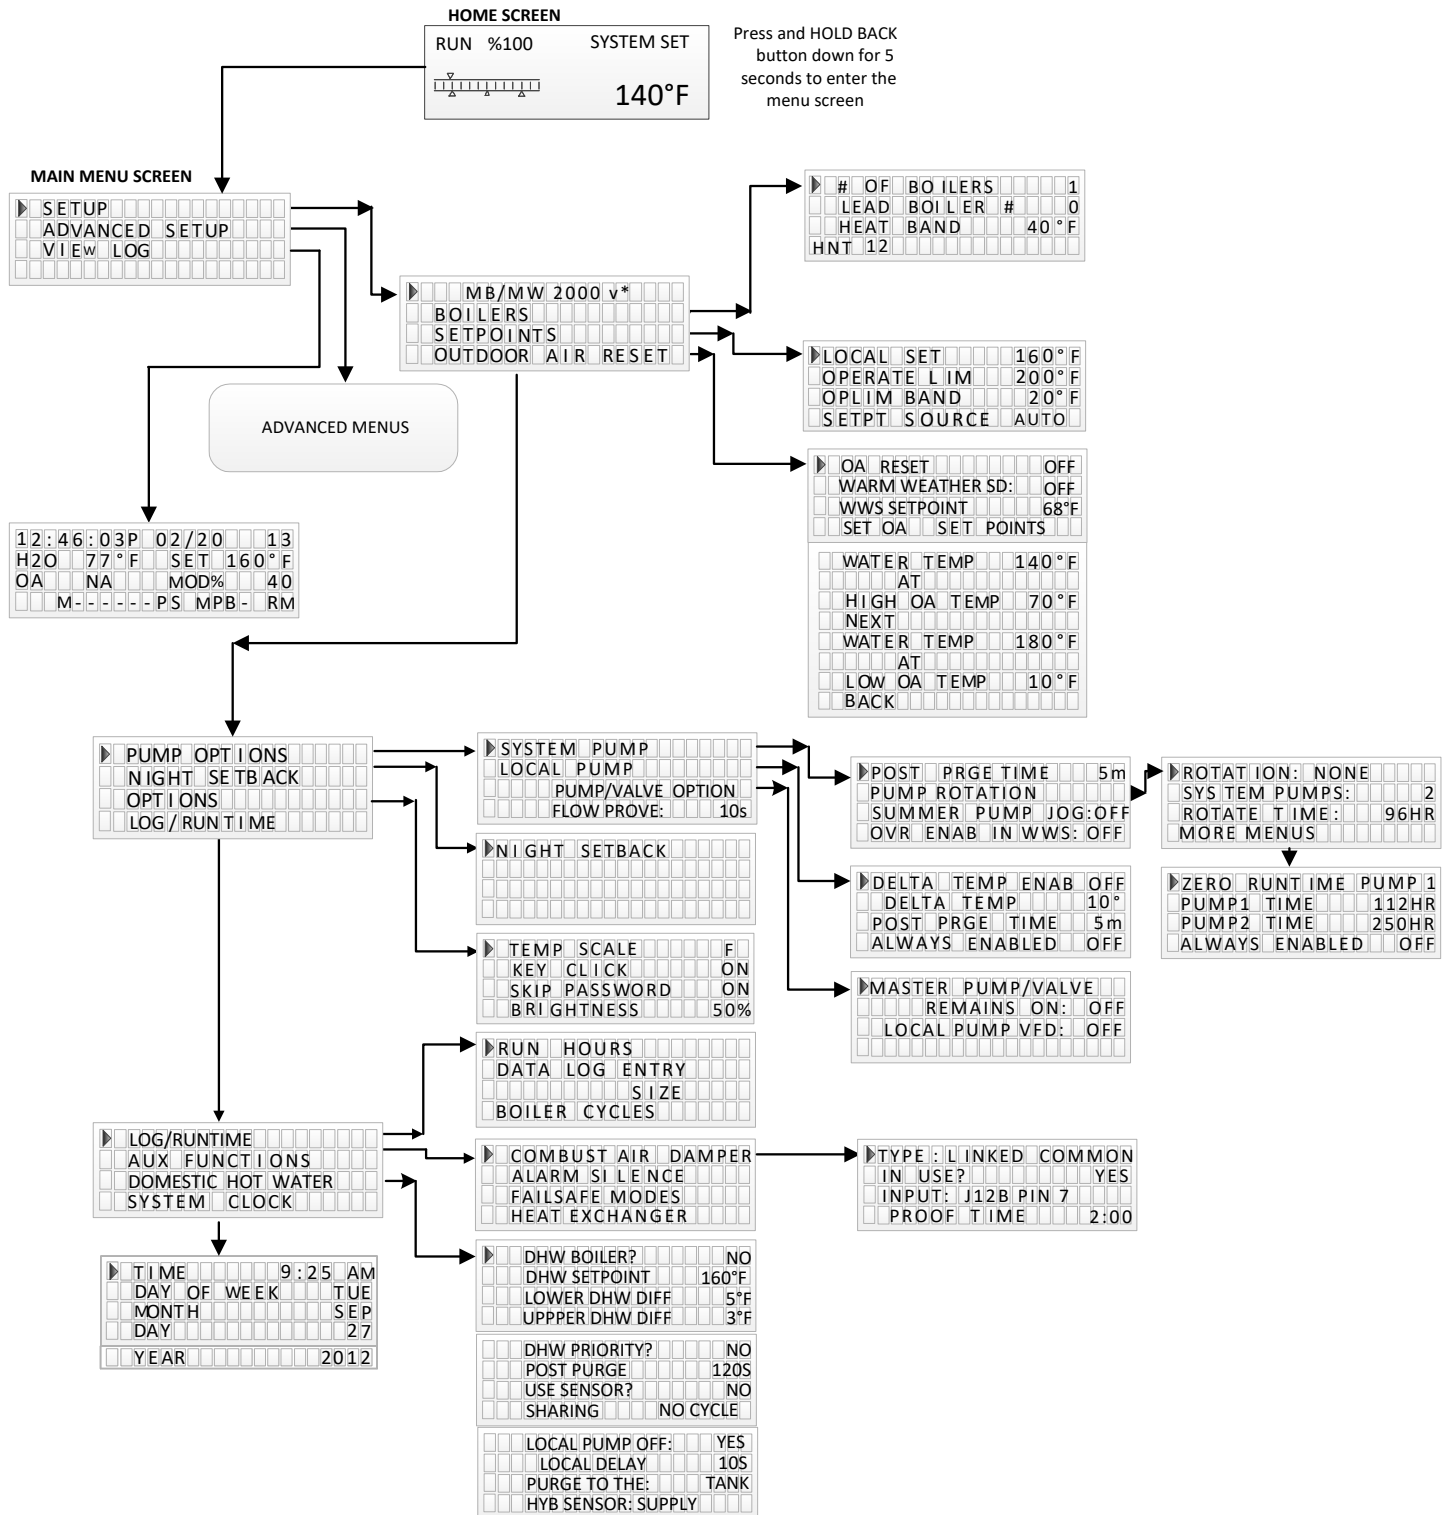 HOME SCREEN
RUN %100 SYSTEM SET
140°F
Press and HOLD BACK
button down for 5
seconds to enter the
menu screen
MAIN MENU SCREEN
SETUP
ADVANCED SETUP
VIEW LOG
# OF BOILERS 1
LEAD BOILER # 0
HEAT BAND 40°F
HNT 12
MB/MW 2000 v*
BOILERS
SETPOINTS
OUTDOOR AIR RESET
LOCAL SET 160°F
OPERATE LIM 200°F
OPLIM BAND 20°F
SETPT SOURCE AUTO
ADVANCED MENUS
OA RESET OFF
WARM WEATHER SD: OFF
WWS SETPOINT 68°F
SET OA SET POINTS
12:46:03P 02/20 13
H2O 77°F SET 160°F
OA NA MOD% 40
M------PS MPB- RM
WATER TEMP 140°F
AT
HIGH OA TEMP 70°F
NEXT
WATER TEMP 180°F
AT
LOW OA TEMP 10°F
BACK
PUMP OPTIONS
NIGHT SETBACK
OPTIONS
LOG/RUNTIME
SYSTEM PUMP
LOCAL PUMP
PUMP/VALVE OPTION
FLOW PROVE: 10s
POST PRGE TIME 5m
PUMP ROTATION
SUMMER PUMP JOG:OFF
OVR ENAB IN WWS: OFF
ROTATION: NONE
SYSTEM PUMPS: 2
ROTATE TIME: 96HR
MORE MENUS
NIGHT SETBACK
DELTA TEMP ENAB OFF
DELTA TEMP 10°
POST PRGE TIME 5m
ALWAYS ENABLED OFF
ZERO RUNTIME PUMP 1
PUMP1 TIME 112HR
PUMP2 TIME 250HR
ALWAYS ENABLED OFF
TEMP SCALE F
KEY CLICK ON
SKIP PASSWORD ON
BRIGHTNESS 50%
MASTER PUMP/VALVE
REMAINS ON: OFF
LOCAL PUMP VFD: OFF
RUN HOURS
DATA LOG ENTRY
SIZE
BOILER CYCLES
LOG/RUNTIME
AUX FUNCTIONS
DOMESTIC HOT WATER
SYSTEM CLOCK
COMBUST AIR DAMPER
ALARM SILENCE
FAILSAFE MODES
HEAT EXCHANGER
TYPE:LINKED COMMON
IN USE? YES
INPUT: J12B PIN 7
PROOF TIME 2:00
TIME 9:25 AM
DAY OF WEEK TUE
MONTH SEP
DAY 27
YEAR 2012
DHW BOILER? NO
DHW SETPOINT 160°F
LOWER DHW DIFF 5°F
UPPPER DHW DIFF 3°F
DHW PRIORITY? NO
POST PURGE 120S
USE SENSOR? NO
SHARING NO CYCLE
LOCAL PUMP OFF: YES
LOCAL DELAY 10S
PURGE TO THE: TANK
HYB SENSOR: SUPPLY